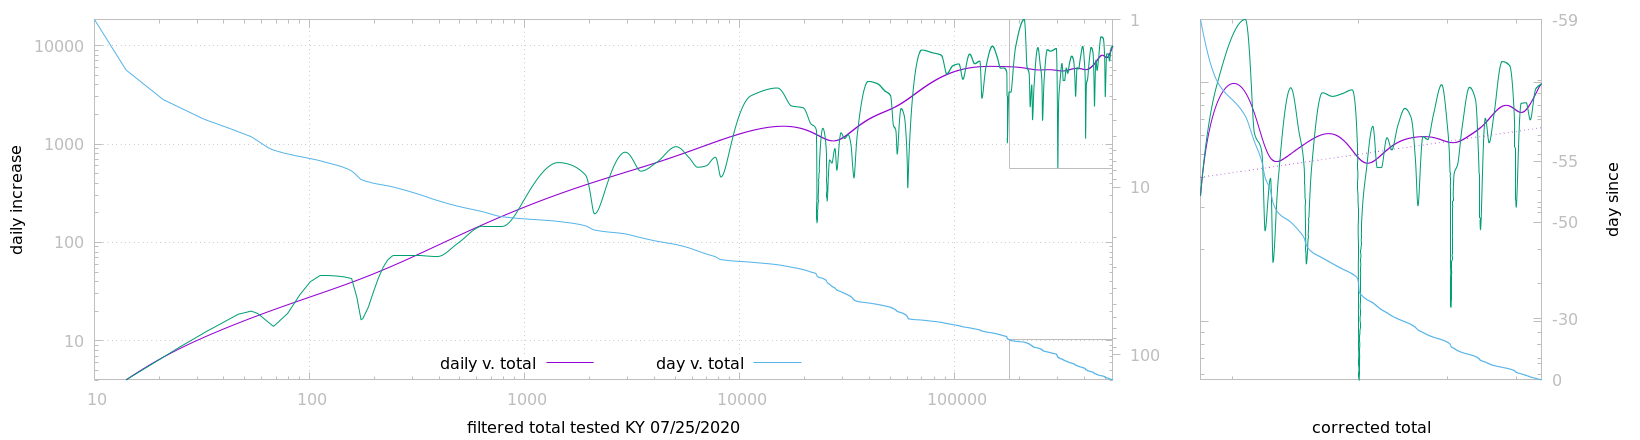 10000
1000
100
10
daily increase
10
100
1000
10000
100000
filtered total tested KY 07/25/2020
daily v. total
day v. total
1
10
100
-59
-55
-50
-30
0
day since
corrected total